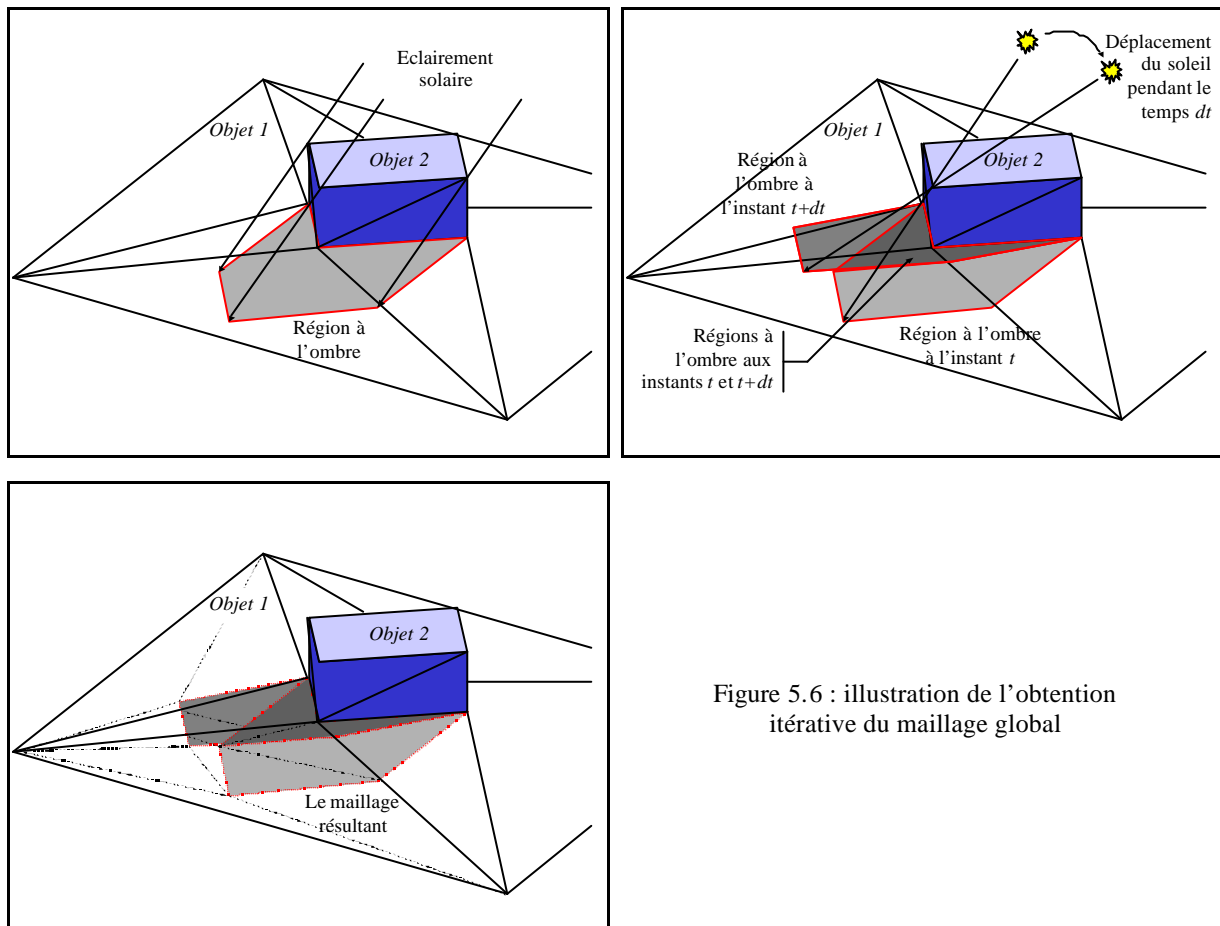 Eclairement
solaire
Objet 1
Objet 2
Région à
l’ombre
Déplacement
du soleil
pendant le
temps dt
Objet 1
Région à
l’ombre à
l’instant t+dt
Objet 2
Régions à
l’ombre aux
instants t et t+dt
Région à l’ombre
à l’instant t
Objet 1
Objet 2
Le maillage
résultant
Figure 5.6 : illustration de l’obtention
itérative du maillage global